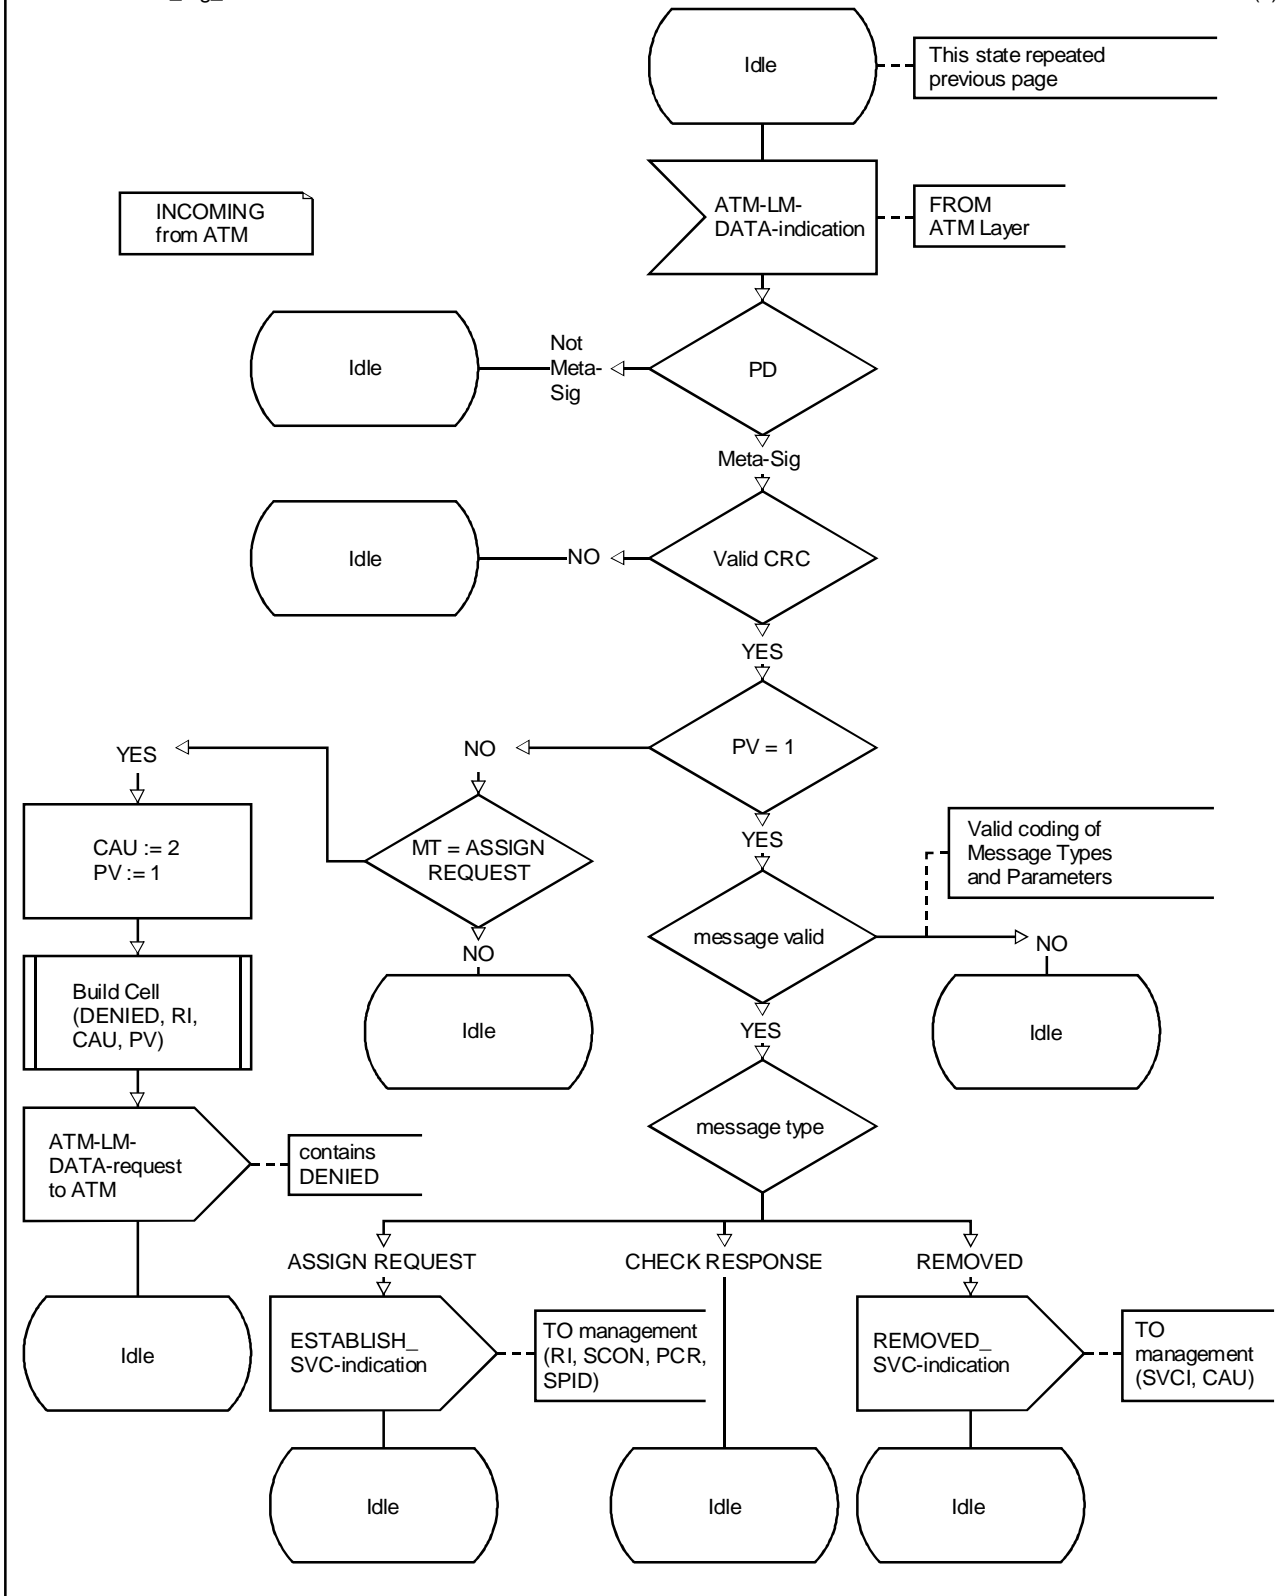 Idle
This state repeated
previous page
INCOMING
from ATM
ATM-LM-
DATA-indication
FROM
ATM Layer
Not
Meta-
Sig
Idle
PD
Meta-Sig
Idle
NO
Valid CRC
YES
YES
NO
PV = 1
CAU := 2
PV := 1
MT = ASSIGN
REQUEST
YES
Valid coding of
Message Types
and Parameters
message valid
NO
NO
Build Cell
(DENIED, RI,
CAU, PV)
Idle
YES
Idle
message type
ATM-LM-
DATA-request
to ATM
contains
DENIED
ASSIGN REQUEST
CHECK RESPONSE
REMOVED
Idle
ESTABLISH_
SVC-indication
TO management
(RI, SCON, PCR,
SPID)
REMOVED_
SVC-indication
TO
management
(SVCI, CAU)
Idle
Idle
Idle